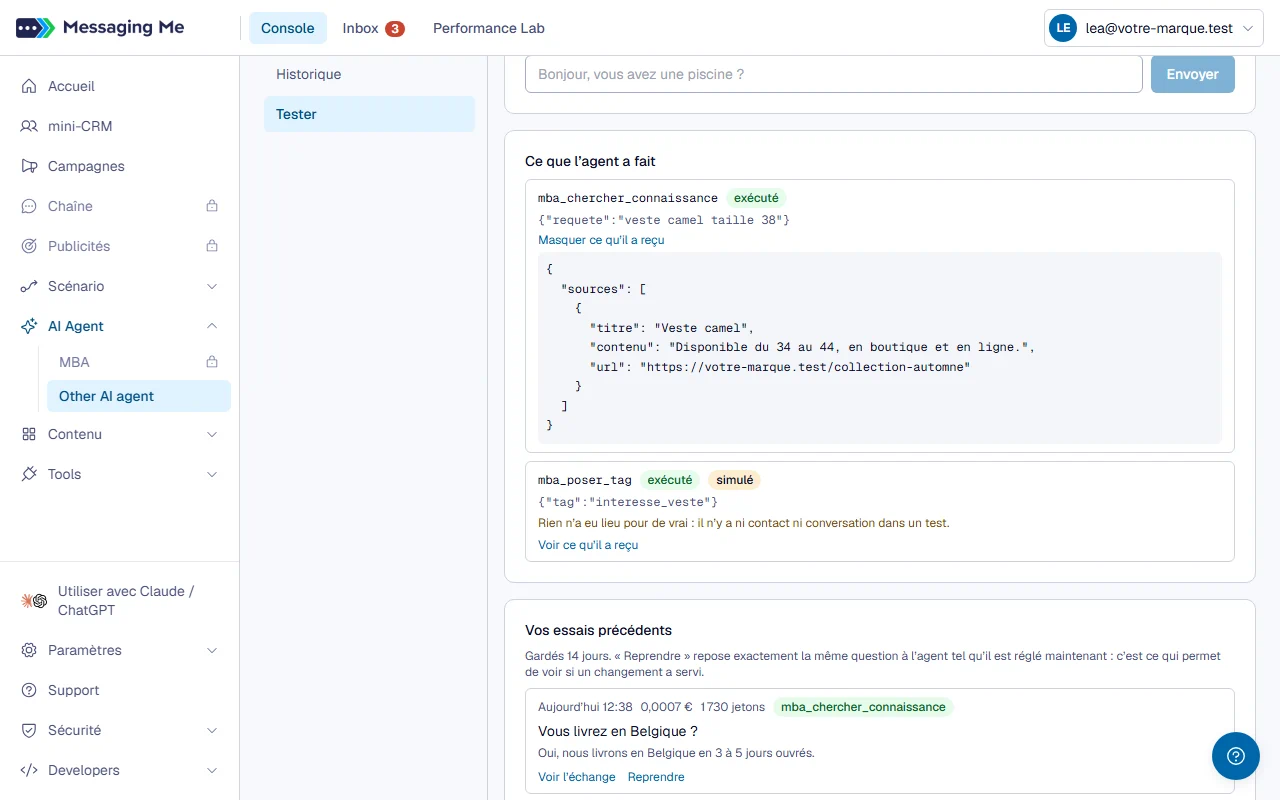 Messaging Me
Console
Inbox 3
Performance Lab
LE lea@votre-marque.test
Accueil
mini-CRM
Campagnes
Chaîne
Publicités
Scénario
AI Agent
MBA
Other AI agent
Contenu
Tools
Utiliser avec Claude /
ChatGPT
Paramètres
Support
Sécurité
Developers
Historique
Tester
Bonjour, vous avez une piscine ?
Envoyer
Ce que l'agent a fait
mba_chercher_connaissance exécuté
{"requete":"veste camel taille 38"}
Masquer ce qu'il a reçu
{
"sources": [
{
"titre": "Veste camel",
"contenu": "Disponible du 34 au 44, en boutique et en ligne.",
"url": "https://votre-marque.test/collection-automne"
}
]
}
mba_poser_tag exécuté simulé
{"tag":"interesse_veste"}
Rien n'a eu lieu pour de vrai : il n'y a ni contact ni conversation dans un test.
Voir ce qu'il a reçu
Vos essais précédents
Gardés 14 jours. « Reprendre » repose exactement la même question à l'agent tel qu'il est réglé maintenant : c'est ce qui permet
de voir si un changement a servi.
Aujourd'hui 12:38 0,0007 € 1 730 jetons mba_chercher_connaissance
Vous livrez en Belgique ?
Oui, nous livrons en Belgique en 3 à 5 jours ouvrés.
Voir l'échange Reprendre